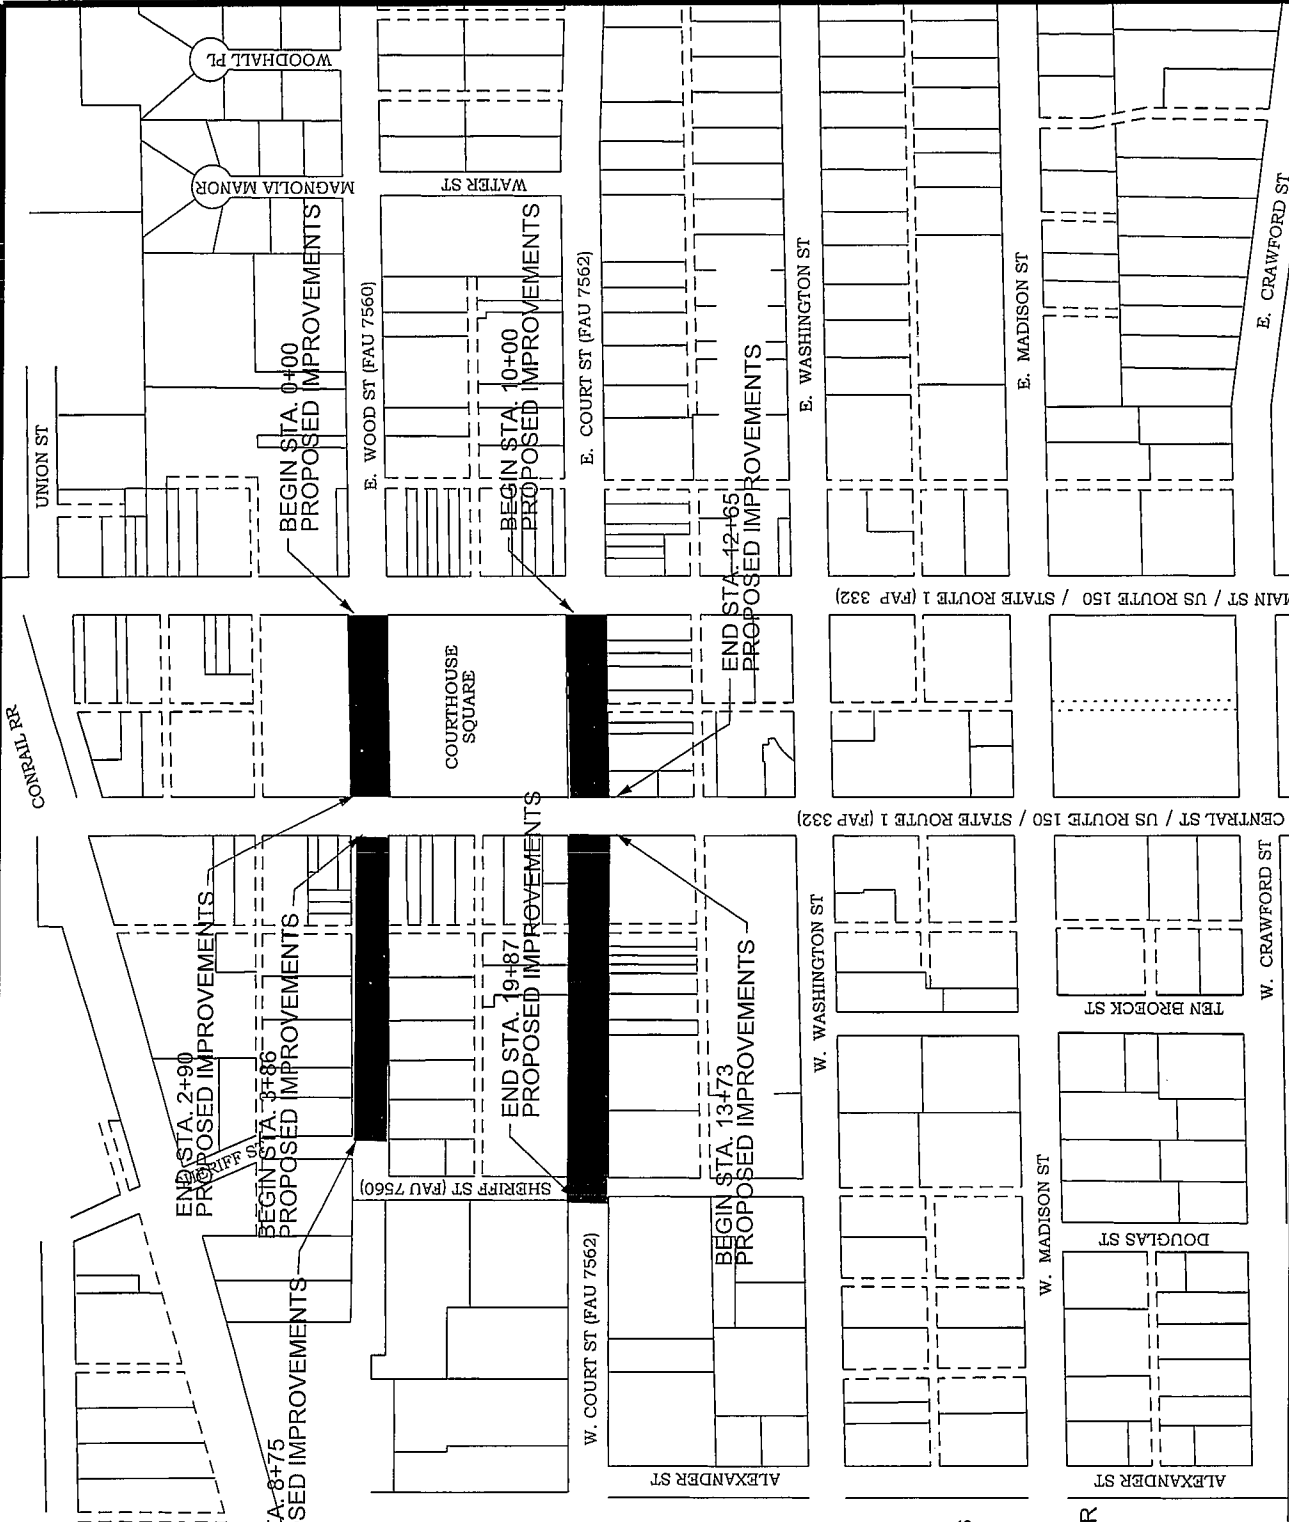 WOODHALL PL
MAGNOLIA MANOR
WATER ST
UNION ST
BEGIN STA. 0+00
PROPOSED IMPROVEMENTS
E. WOOD ST (FAU 7560)
BEGIN STA. 10+00
PROPOSED IMPROVEMENTS
E. COURT ST (FAU 7562)
END STA. 12+65
PROPOSED IMPROVEMENTS
E. WASHINGTON ST
E. MADISON ST
E. CRAWFORD ST
MAIN ST / US ROUTE 150 / STATE ROUTE 1 (FAP 332)
CONRAIL RR
COURTHOUSE
SQUARE
CENTRAL ST / US ROUTE 150 / STATE ROUTE 1 (FAP 332)
END STA. 2+90
PROPOSED IMPROVEMENTS
BEGIN STA. 3+86
PROPOSED IMPROVEMENTS
SHERIFF ST
END STA. 19+87
PROPOSED IMPROVEMENTS
BEGIN STA. 13+73
PROPOSED IMPROVEMENTS
SHERIFF ST (FAU 7560)
W. WASHINGTON ST
TEN BROECK ST
W. CRAWFORD ST
W. MADISON ST
DOUGLAS ST
W. COURT ST (FAU 7562)
A. 8+75
SED IMPROVEMENTS
ALEXANDER ST
ALEXANDER ST
R